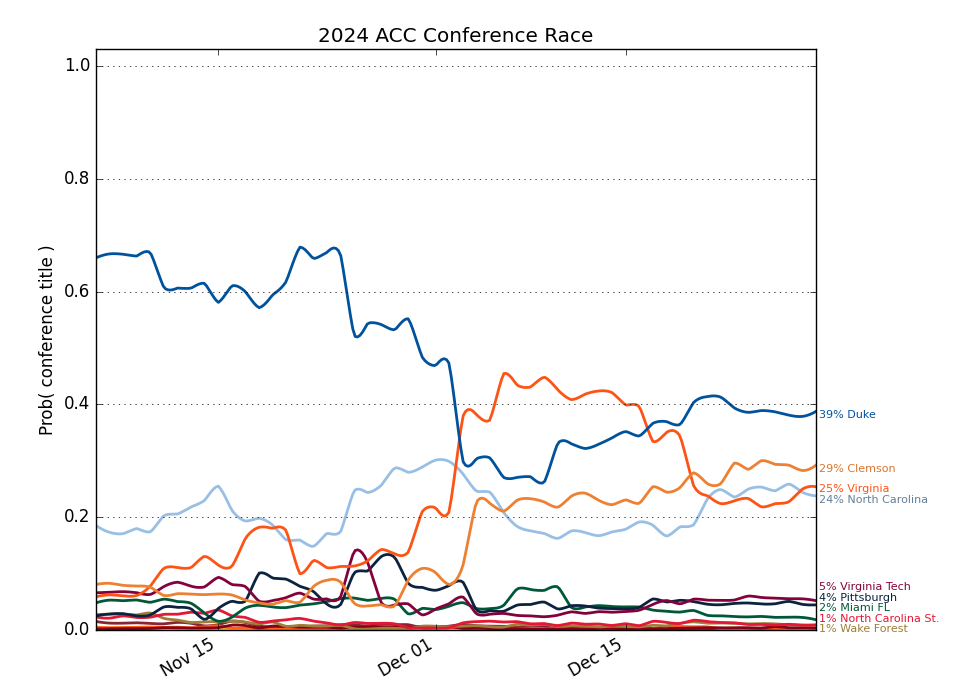 2024 ACC Conference Race
Prob( conference title )
1.0
0.8
0.6
0.4
0.2
0.0
Nov 15
Dec 01
Dec 15
39% Duke
29% Clemson
25% Virginia
24% North Carolina
5% Virginia Tech
4% Pittsburgh
2% Miami FL
1% North Carolina St.
1% Wake Forest